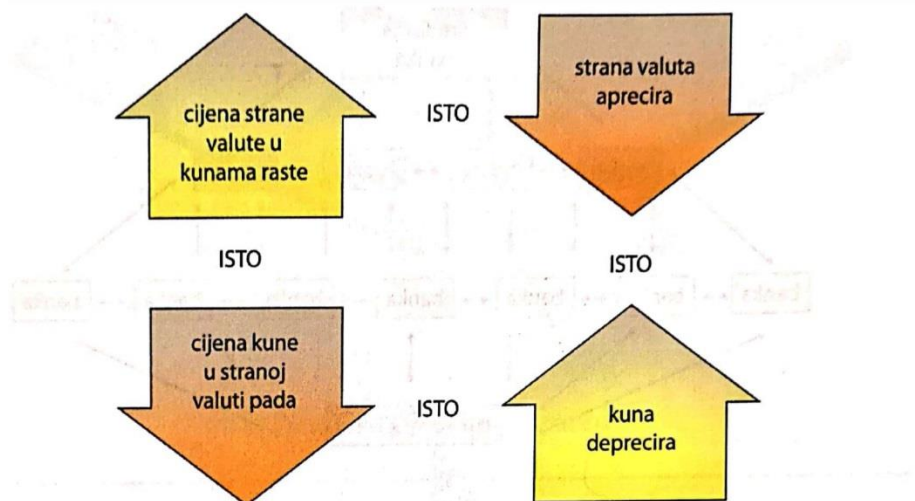 cijena strane
valute u
kunama raste
ISTO
strana valuta
aprecira
ISTO
ISTO
cijena kune
u stranoj
valuti pada
ISTO
kuna
deprecira